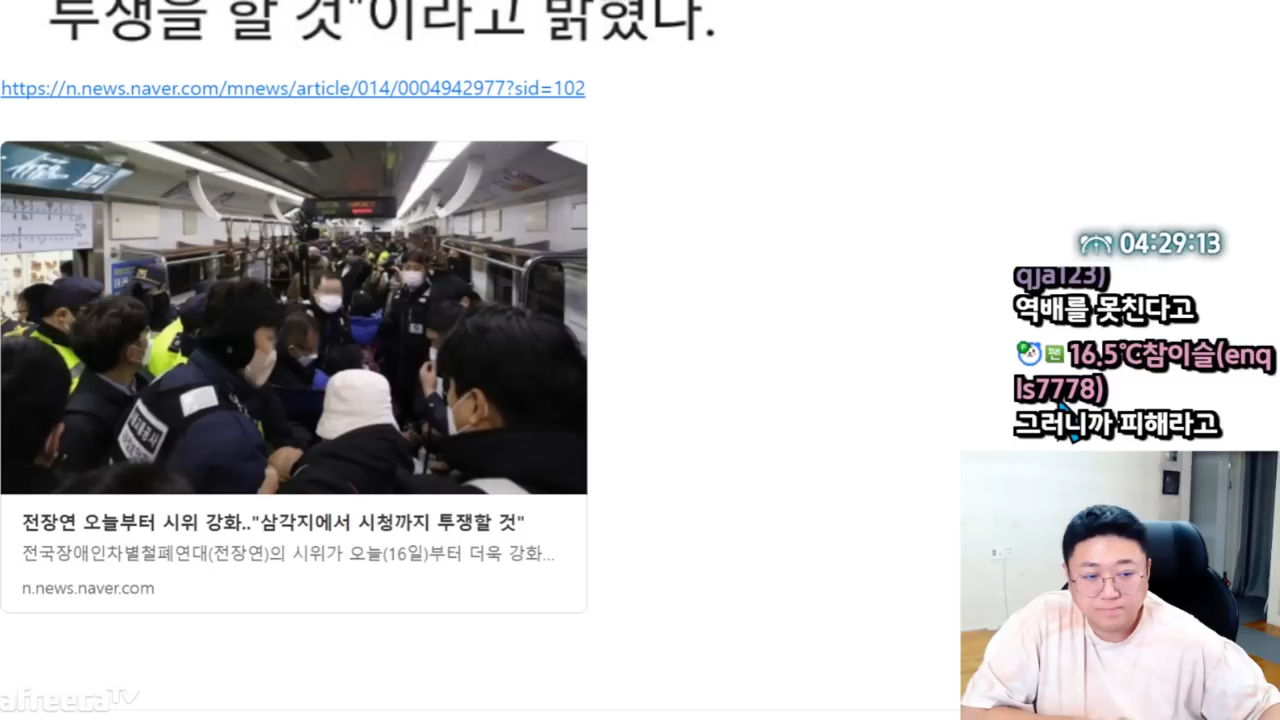 투쟁을 할 것"이라고 밝혔다.
https://n.news.naver.com/mnews/article/014/0004942977?sid=102
전장연 오늘부터 시위 강화.."삼각지에서 시청까지 투쟁할 것"
전국장애인차별철폐연대(전장연)의 시위가 오늘(16일)부터 더욱 강화...
n.news.naver.com
afreecaTV
04:29:13
qja123)
역배를 못친다고
16.5℃참이슬(enq
ls7778)
그러니까 피해라고